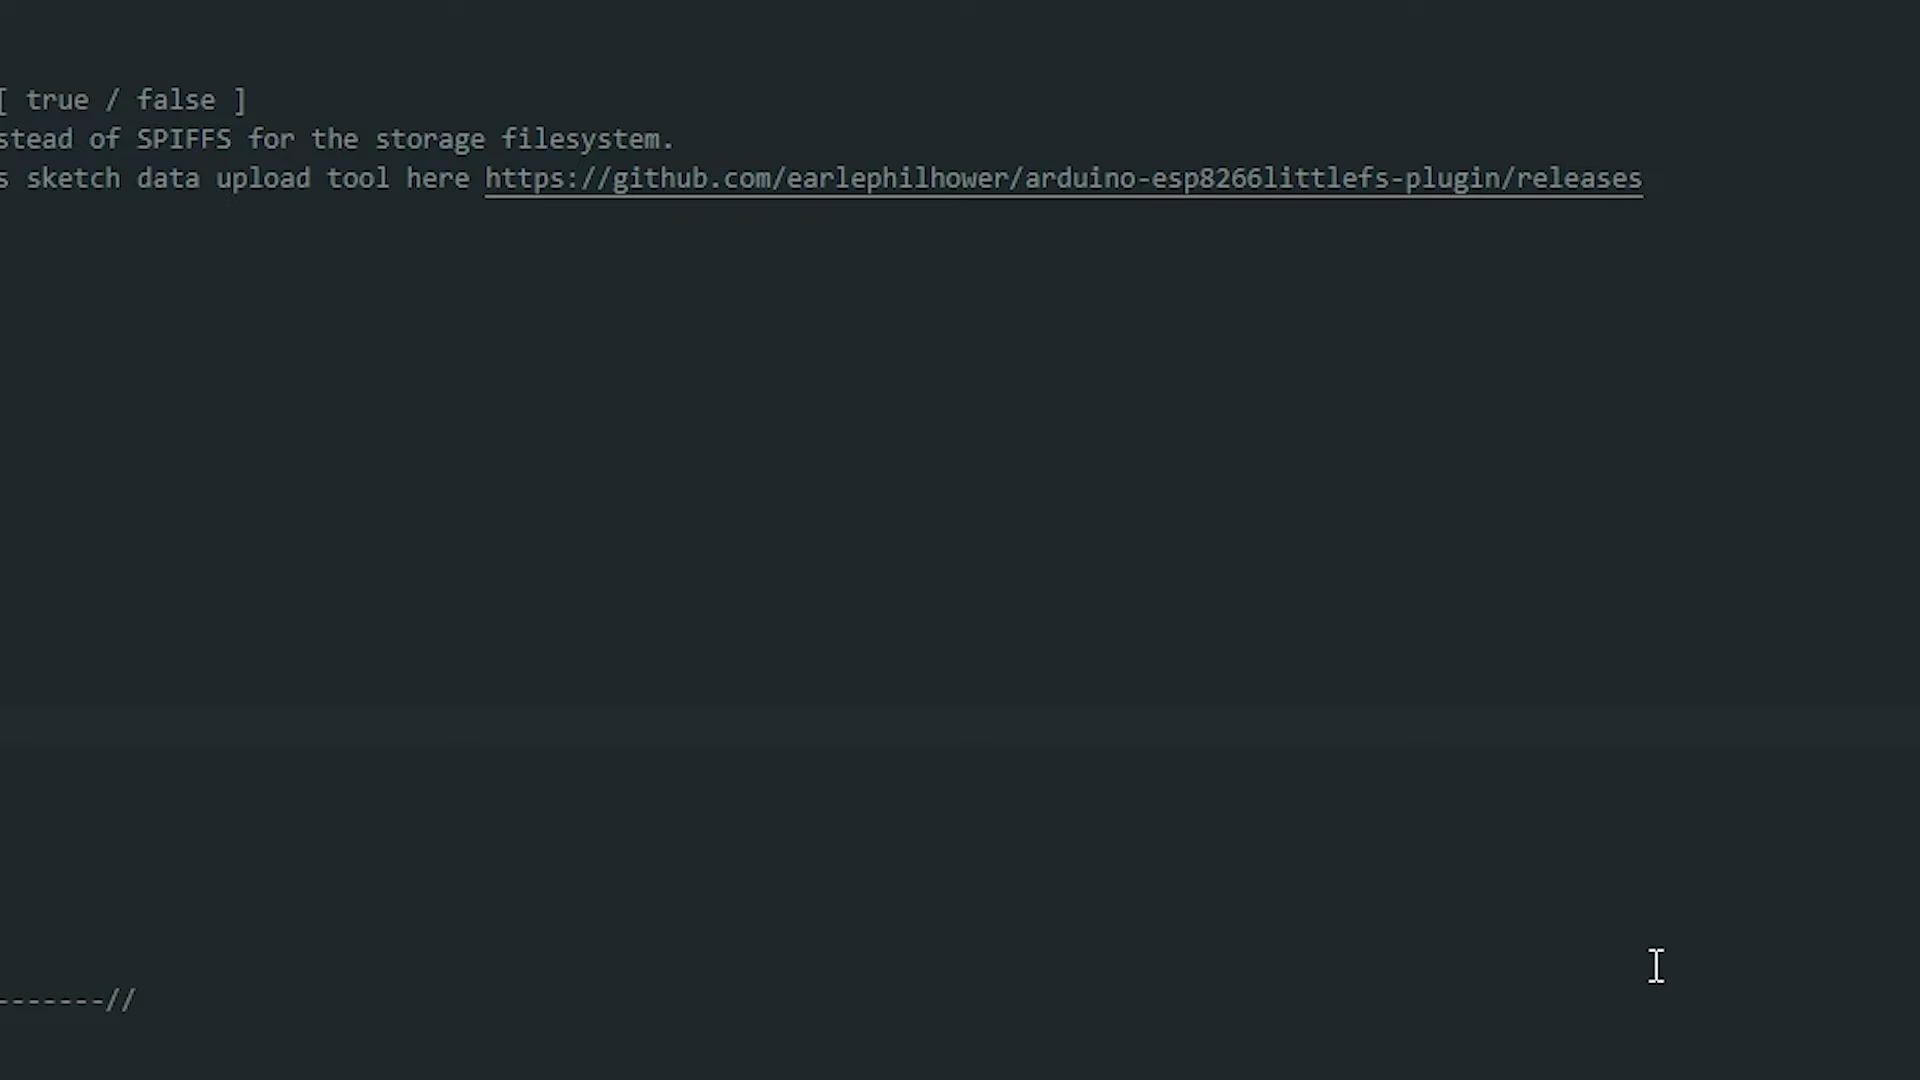 [ true / false ]
stead of SPIFFS for the storage filesystem.
s sketch data upload tool here https://github.com/earlephilhower/arduino-esp8266littlefs-plugin/releases
-------//